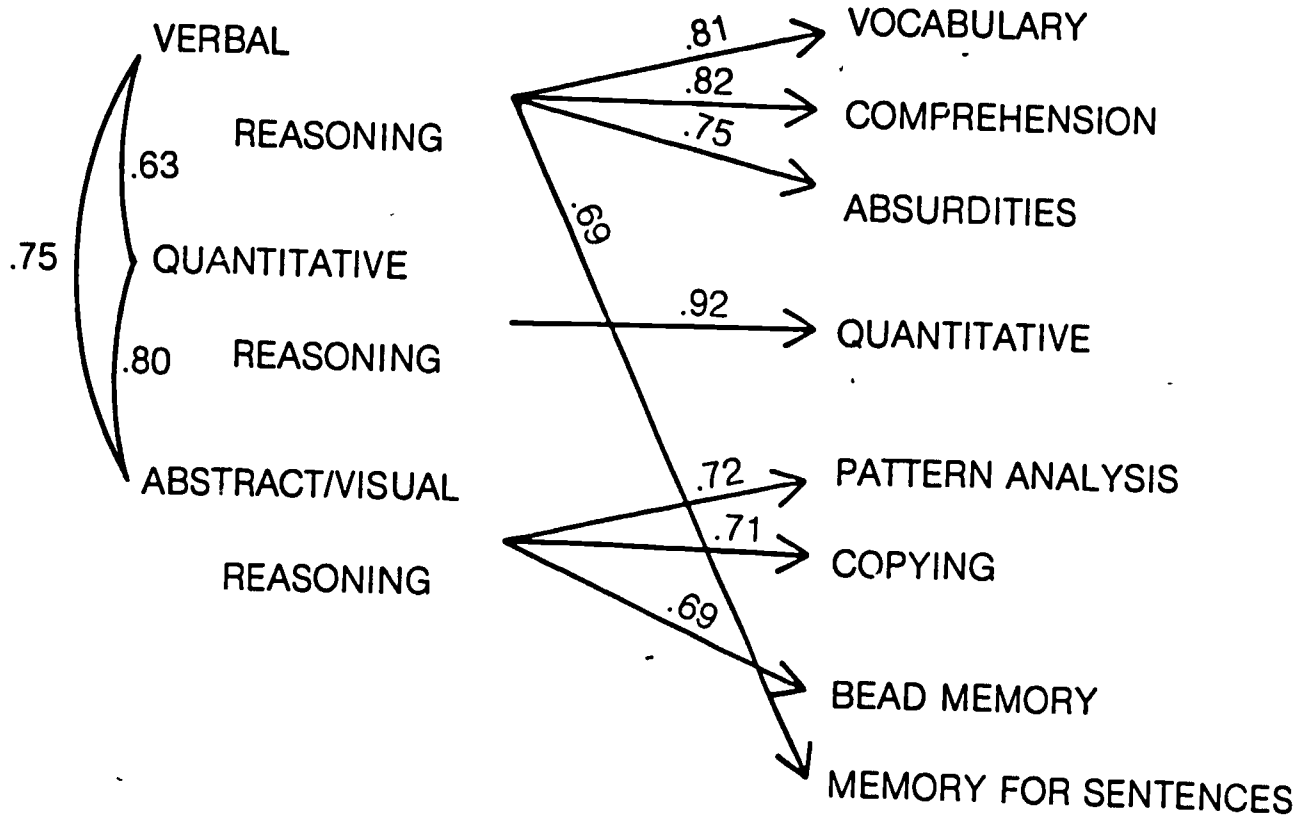 VERBAL
REASONING
.63
.75
QUANTITATIVE
.80
REASONING
ABSTRACT/VISUAL
REASONING
.81
VOCABULARY
.82
COMPREHENSION
.75
ABSURDITIES
.69
.92
QUANTITATIVE
.72
PATTERN ANALYSIS
.71
COPYING
.69
BEAD MEMORY
MEMORY FOR SENTENCES